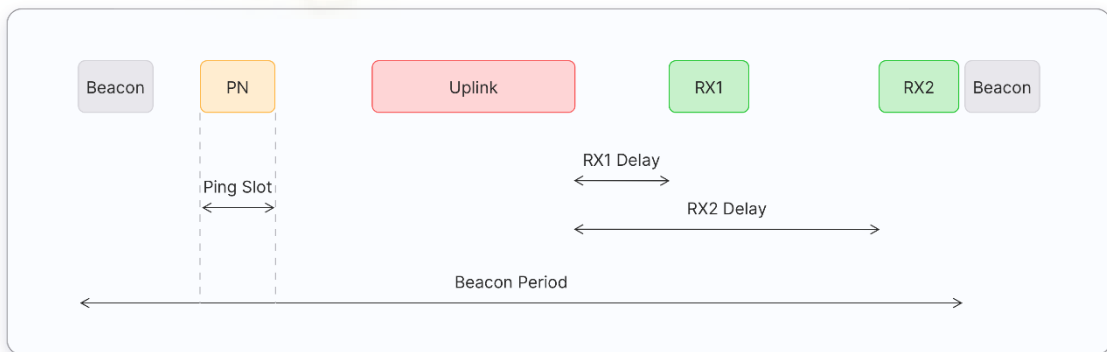 Beacon
PN
Uplink
RX1
RX2
Beacon
RX1 Delay
Ping Slot
RX2 Delay
Beacon Period